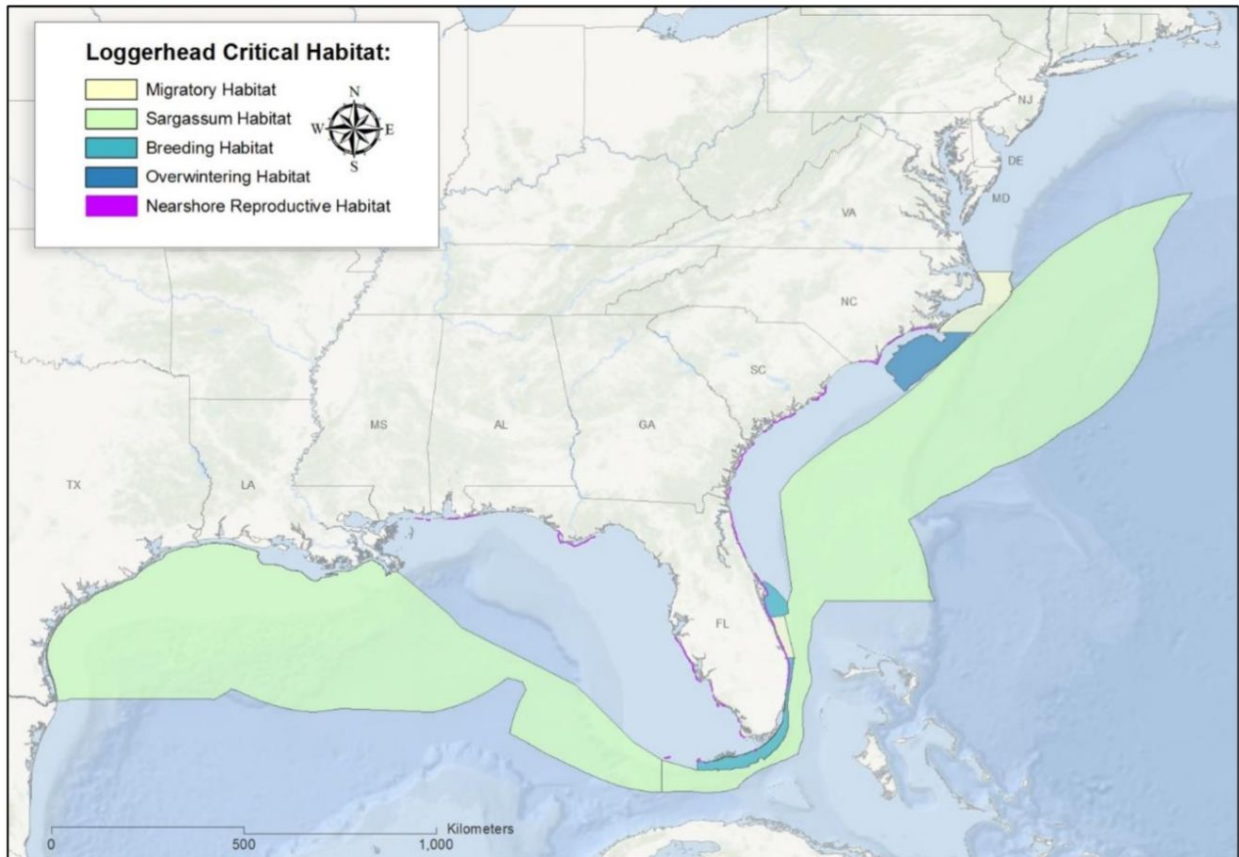 Loggerhead Critical Habitat:
Migratory Habitat
Sargassum Habitat
Breeding Habitat
Overwintering Habitat
Nearshore Reproductive Habitat
N
W E
S
NJ
DE
MD
VA
NC
SC
MS
AL
GA
TX
LA
FL
Kilometers
0 500 1,000